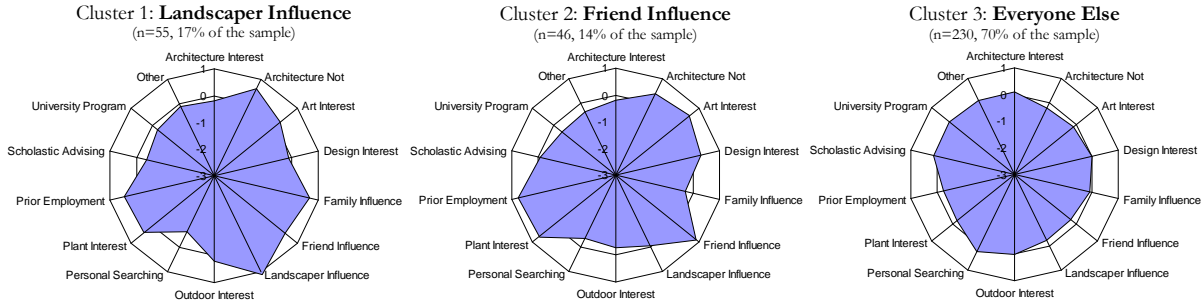 Cluster 1: Landscaper Influence
(n=55, 17% of the sample)
Architecture Interest
1
Other
Architecture Not
0
University Program
Art Interest
-1
Scholastic Advising
-2
Design Interest
-3
Prior Employment
Family Influence
Plant Interest
Friend Influence
Personal Searching
Landscaper Influence
Outdoor Interest
Cluster 2: Friend Influence
(n=46, 14% of the sample)
Architecture Interest
1
Other
Architecture Not
0
University Program
Art Interest
-1
Scholastic Advising
-2
Design Interest
-3
Prior Employment
Family Influence
Plant Interest
Friend Influence
Personal Searching
Landscaper Influence
Outdoor Interest
Cluster 3: Everyone Else
(n=230, 70% of the sample)
Architecture Interest
1
Other
Architecture Not
0
University Program
Art Interest
-1
Scholastic Advising
-2
Design Interest
-3
Prior Employment
Family Influence
Plant Interest
Friend Influence
Personal Searching
Landscaper Influence
Outdoor Interest